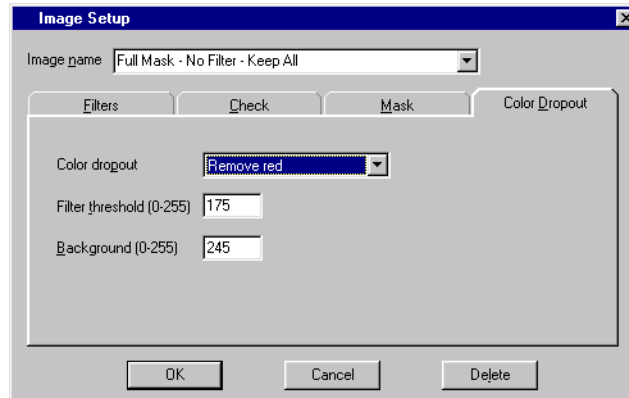 Image Setup
Image name Full Mask - No Filter - Keep All
Filters Check Mask Color Dropout
Color dropout Remove red
Filter threshold (0-255) 175
Background (0-255) 245
OK Cancel Delete